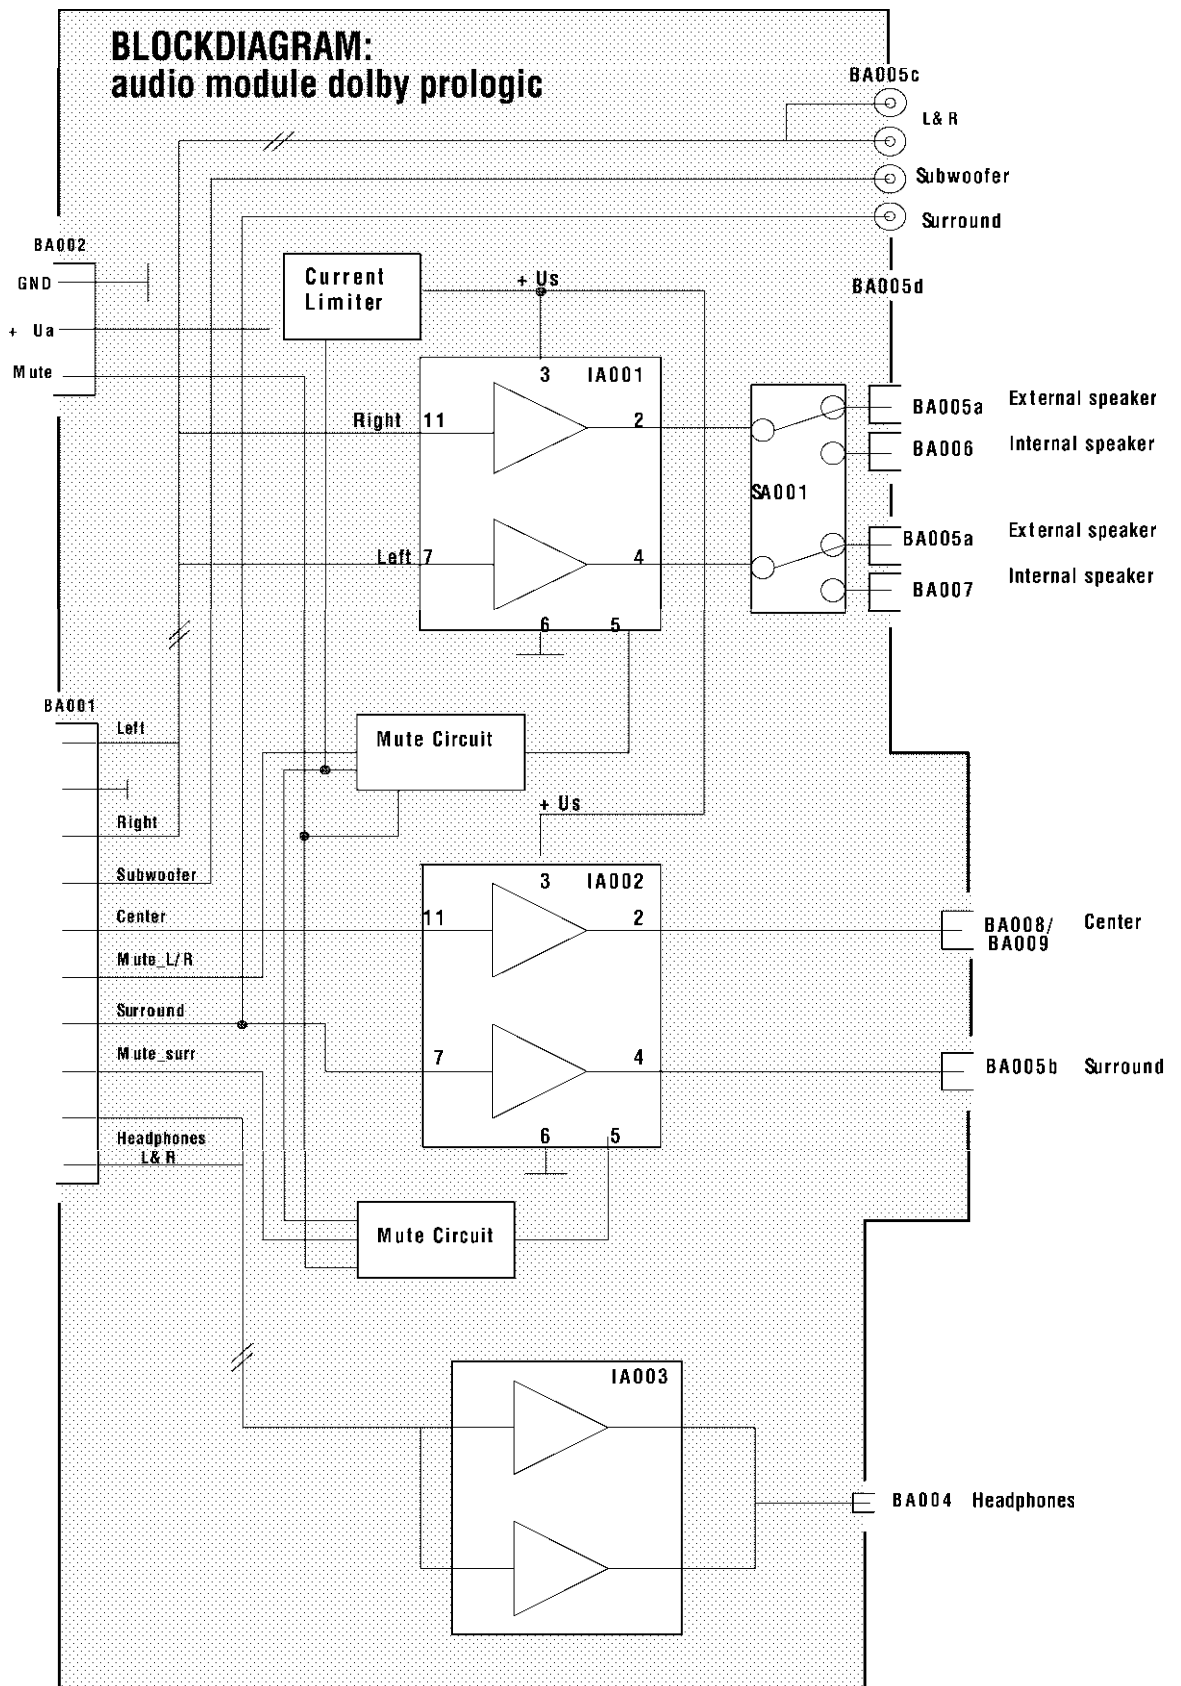 BLOCKDIAGRAM:
audio module dolby prologic
BA005c
L& R
Subwoofer
Surround
BA002
GND
+ Ua
Mute
Current
Limiter
+ Us
BA005d
3
IA001
Right
11
2
Left
7
4
6
5
SA001
BA005a
External speaker
BA006
Internal speaker
BA005a
External speaker
BA007
Internal speaker
BA001
Left
Right
Subwoofer
Center
Mute_L/R
Surround
Mute_surr
Headphones
L& R
Mute Circuit
+ Us
3
IA002
11
2
7
4
6
5
BA008/
BA009
Center
BA005b
Surround
Mute Circuit
IA003
BA004
Headphones